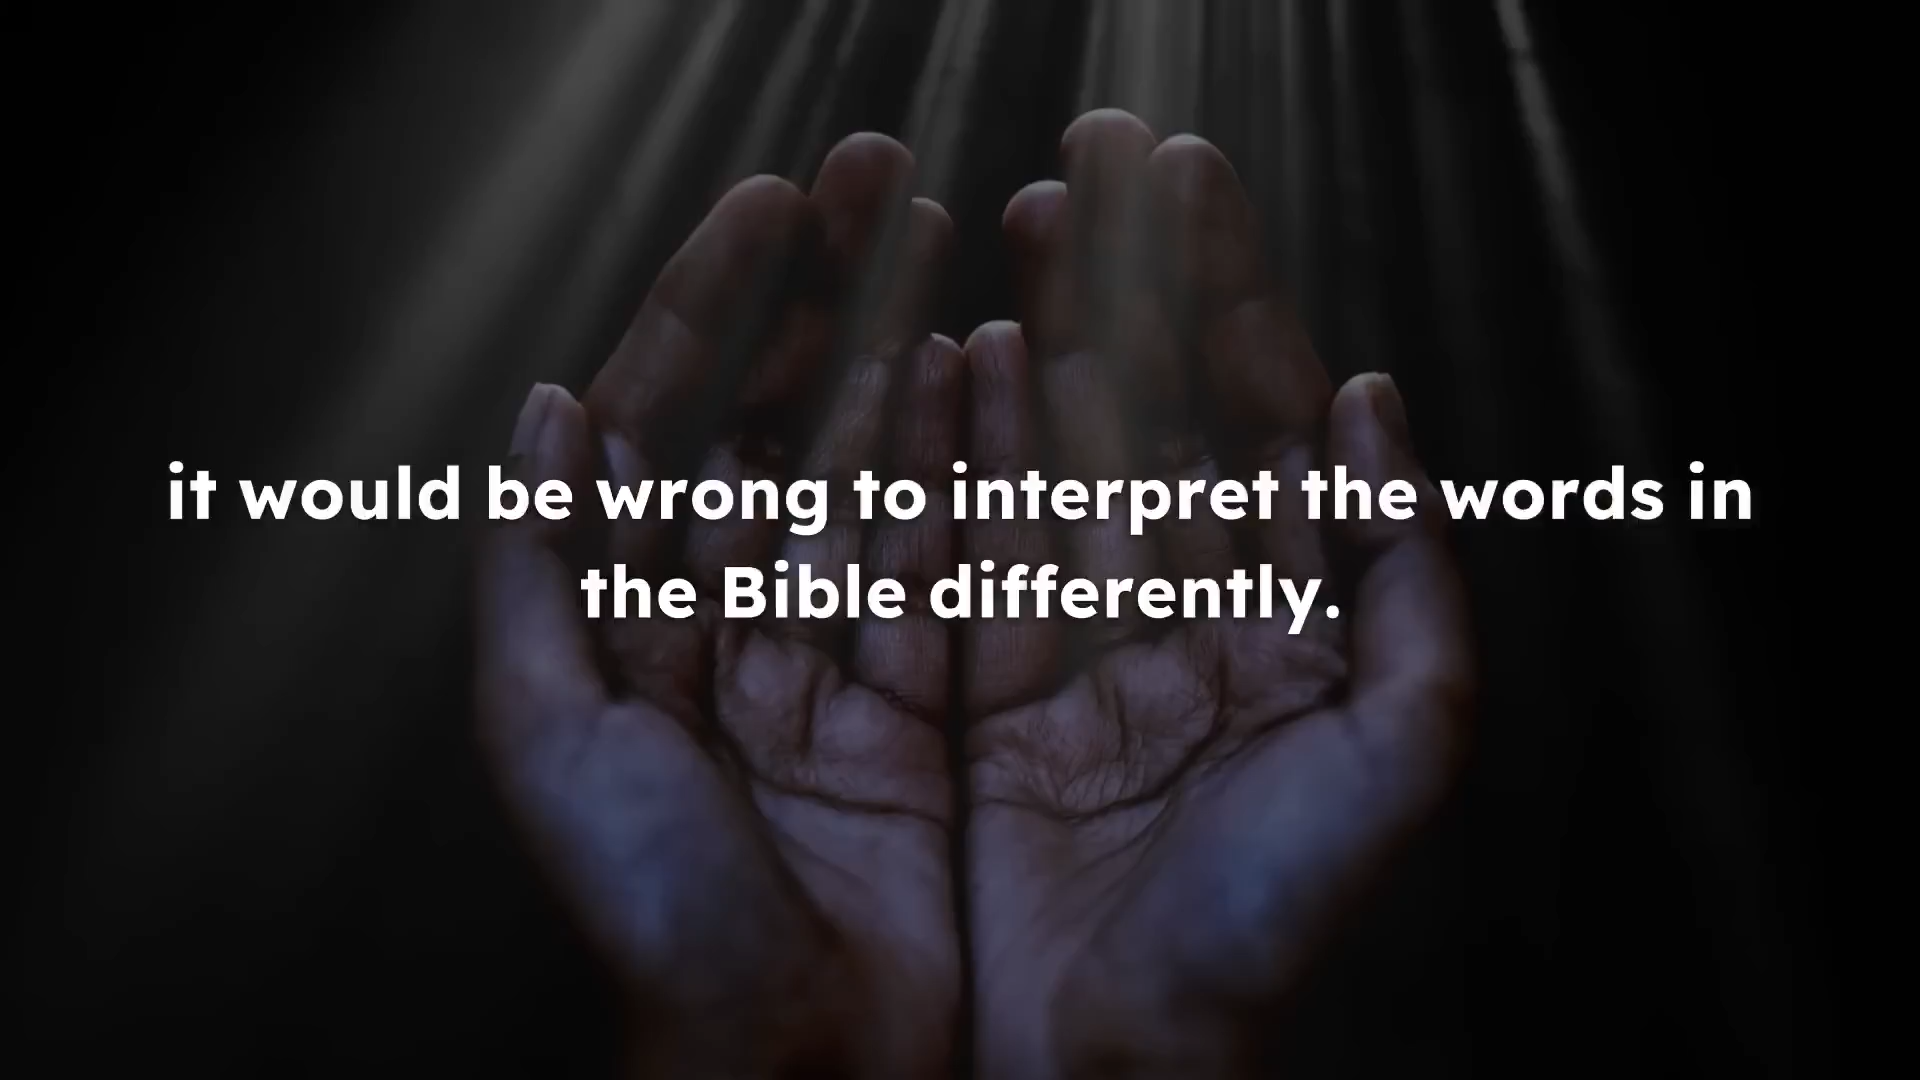 it would be wrong to interpret the words in
the Bible differently.